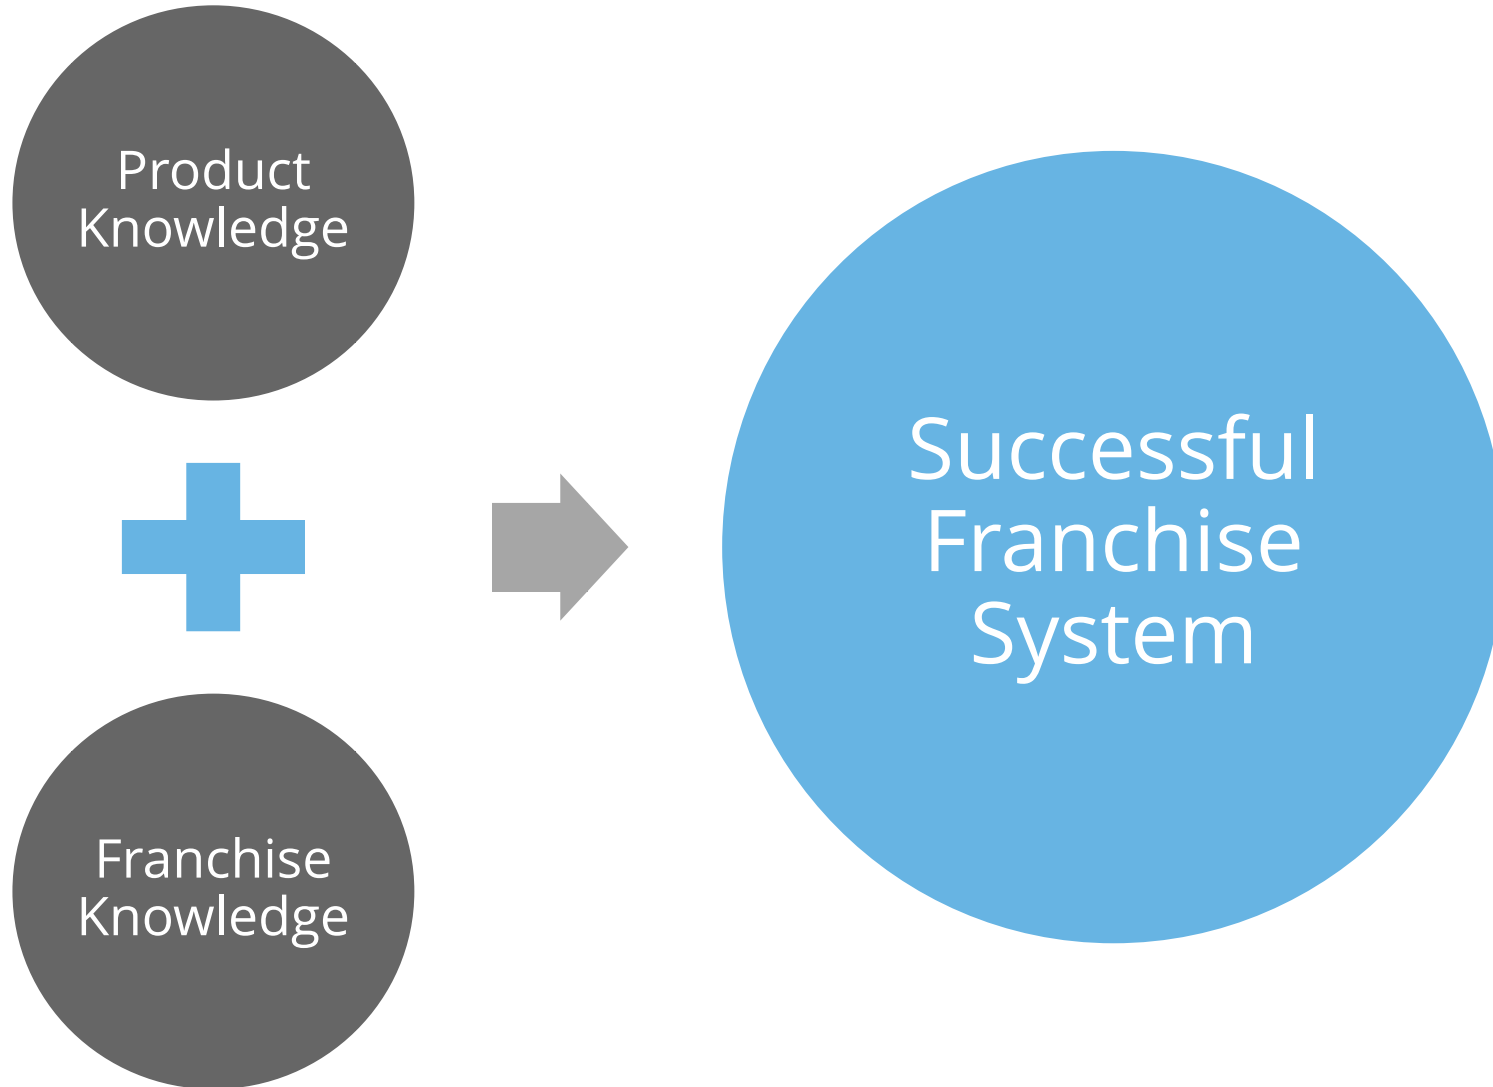 Product
Knowledge
Franchise
Knowledge
Successful
Franchise
System